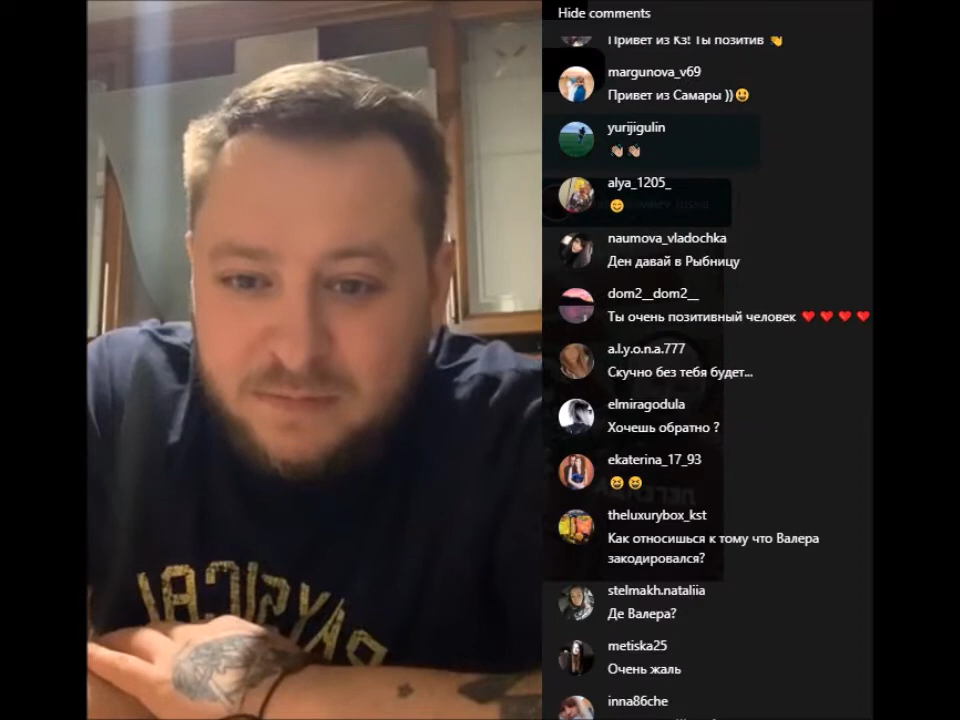 Hide comments
Привет из Кз! Ты позитив 👏
margunova_v69
Привет из Самары ))😃
yurijigulin
👏🏼👏🏼
alya_1205_
😊
naumova_vladochka
Ден давай в Рыбницу
dom2__dom2__
Ты очень позитивный человек ❤️❤️❤️❤️
a.l.y.o.n.a.777
Скучно без тебя будет...
elmiragodula
Хочешь обратно ?
ekaterina_17_93
😆😆
theluxurybox_kst
Как относишься к тому что Валера
закодировался?
stelmakh.nataliia
Де Валера?
metiska25
Очень жаль
inna86che